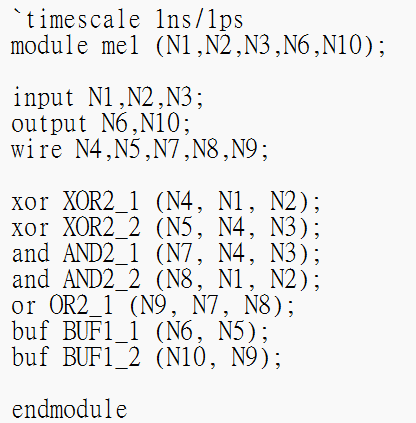 `timescale 1ns/1ps
module me1 (N1,N2,N3,N6,N10);
input N1,N2,N3;
output N6,N10;
wire N4,N5,N7,N8,N9;
xor XOR2_1 (N4, N1, N2);
xor XOR2_2 (N5, N4, N3);
and AND2_1 (N7, N4, N3);
and AND2_2 (N8, N1, N2);
or OR2_1 (N9, N7, N8);
buf BUF1_1 (N6, N5);
buf BUF1_2 (N10, N9);
endmodule